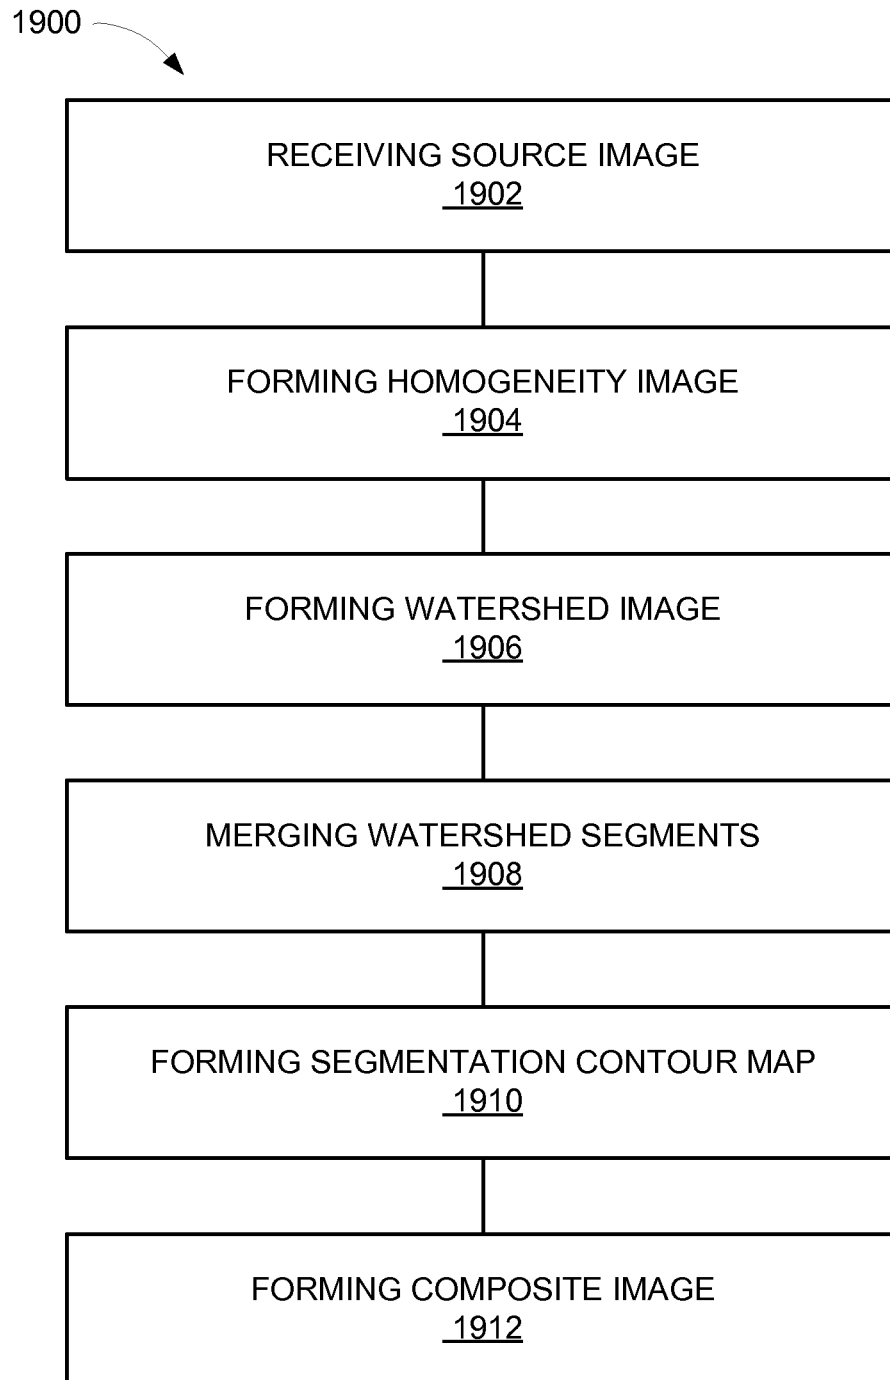 1900
RECEIVING SOURCE IMAGE
1902
FORMING HOMOGENEITY IMAGE
1904
FORMING WATERSHED IMAGE
1906
MERGING WATERSHED SEGMENTS
1908
FORMING SEGMENTATION CONTOUR MAP
1910
FORMING COMPOSITE IMAGE
1912